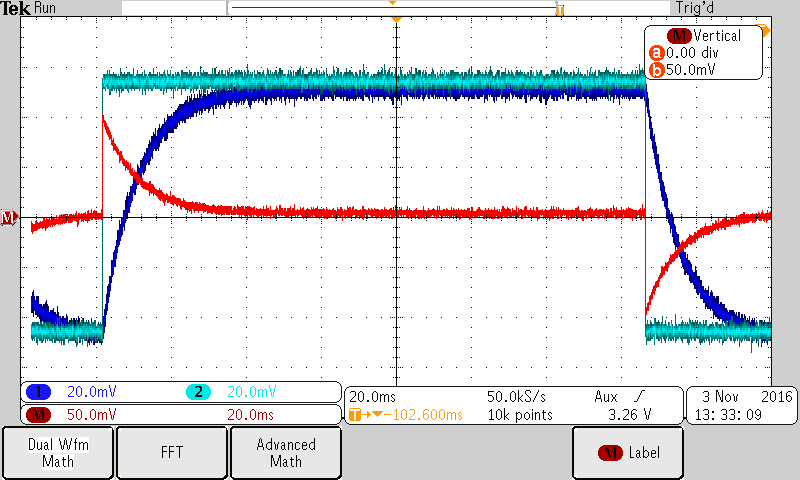 Tek Run Trig'd
T
M Vertical
a 0.00 div
b 50.0mV
M
1 20.0mV 2 20.0mV
M 50.0mV 20.0ms
20.0ms 50.0kS/s Aux
T -102.600ms 10k points 3.26 V
3 Nov 2016
13:33:09
Dual Wfm
Math
FFT
Advanced
Math
M Label